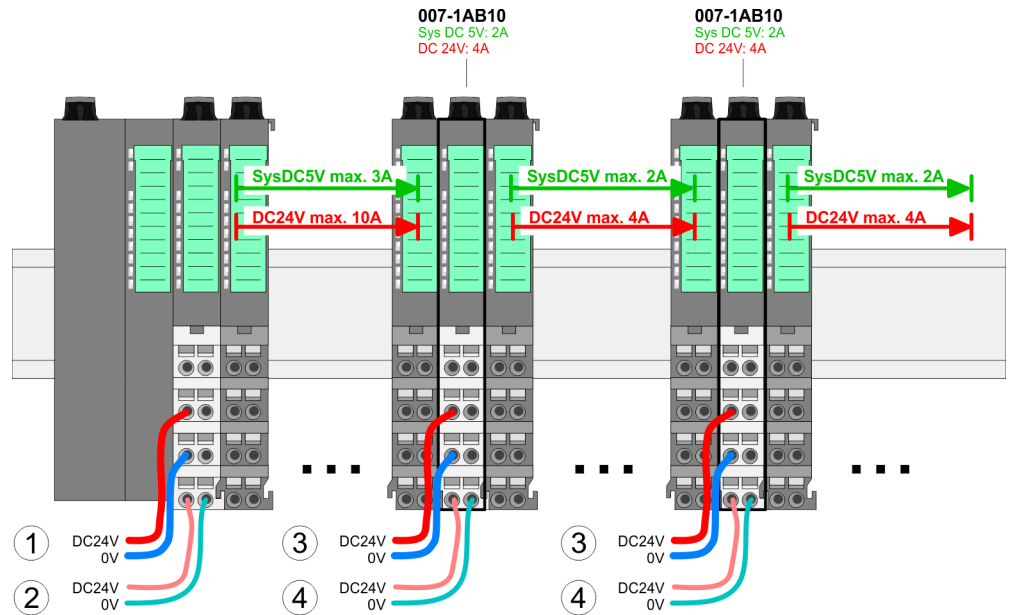 007-1AB10
Sys DC 5V: 2A
DC 24V: 4A
007-1AB10
Sys DC 5V: 2A
DC 24V: 4A
SysDC5V max. 3A
SysDC5V max. 2A
SysDC5V max. 2A
DC24V max. 10A
DC24V max. 4A
DC24V max. 4A
1
DC24V
0V
3
DC24V
0V
3
DC24V
0V
2
DC24V
0V
4
DC24V
0V
4
DC24V
0V